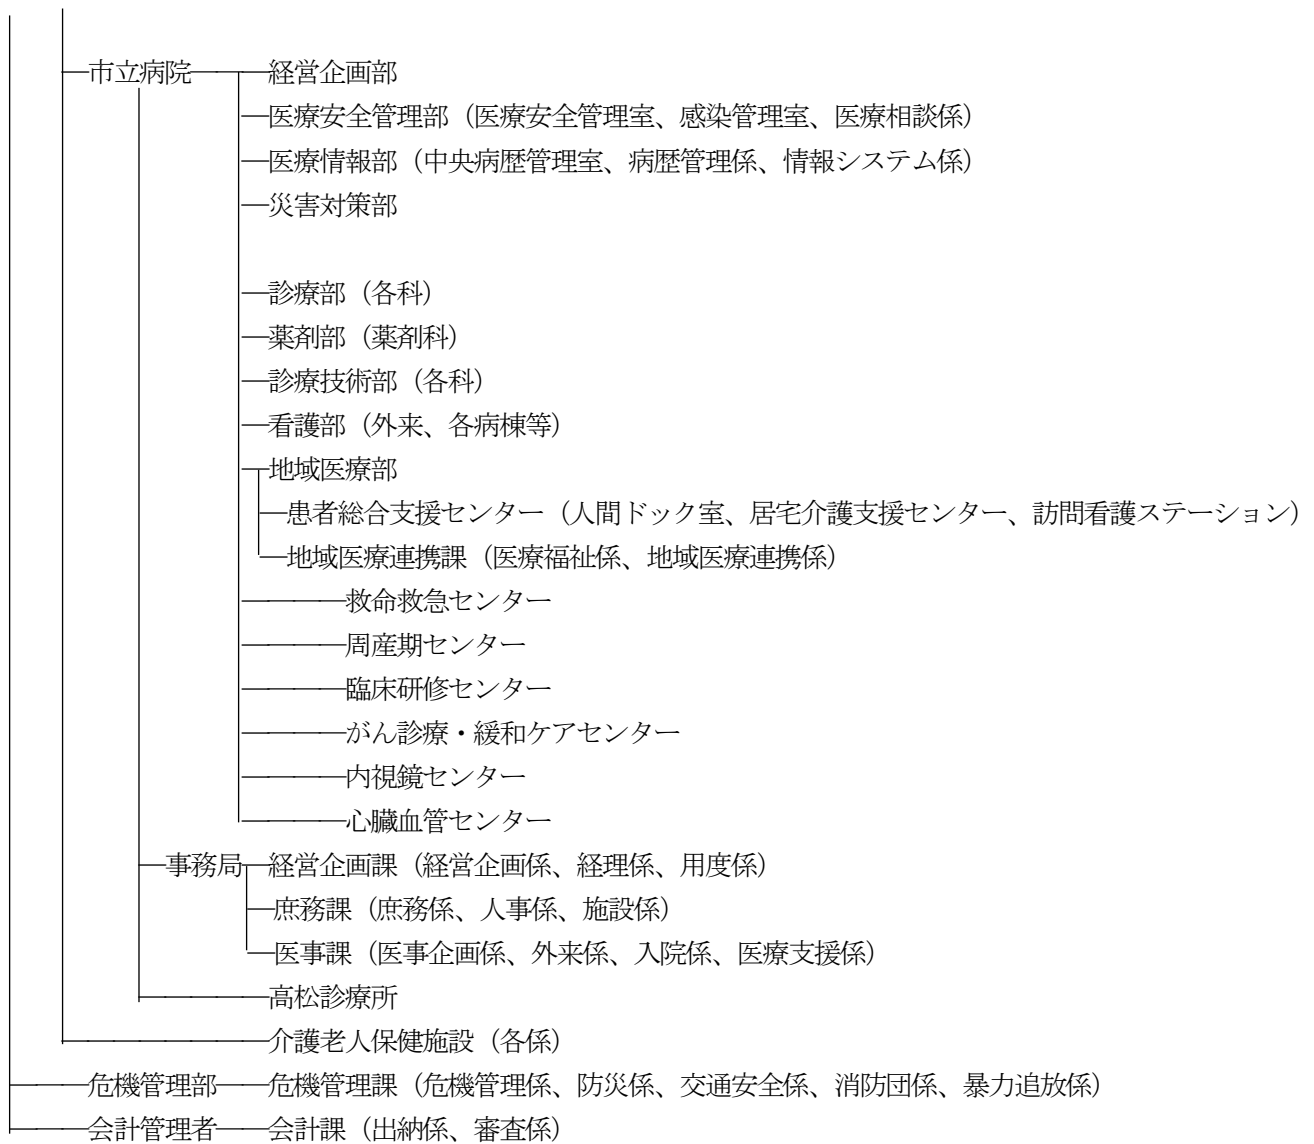 市立病院 経営企画部
医療安全管理部（医療安全管理室、感染管理室、医療相談係）
医療情報部（中央病歴管理室、病歴管理係、情報システム係）
災害対策部
診療部（各科）
薬剤部（薬剤科）
診療技術部（各科）
看護部（外来、各病棟等）
地域医療部
患者総合支援センター（人間ドック室、居宅介護支援センター、訪問看護ステーション）
地域医療連携課（医療福祉係、地域医療連携係）
救命救急センター
周産期センター
臨床研修センター
がん診療・緩和ケアセンター
内視鏡センター
心臓血管センター
事務局 経営企画課（経営企画係、経理係、用度係）
庶務課（庶務係、人事係、施設係）
医事課（医事企画係、外来係、入院係、医療支援係）
高松診療所
介護老人保健施設（各係）
危機管理部 危機管理課（危機管理係、防災係、交通安全係、消防団係、暴力追放係）
会計管理者 会計課（出納係、審査係）